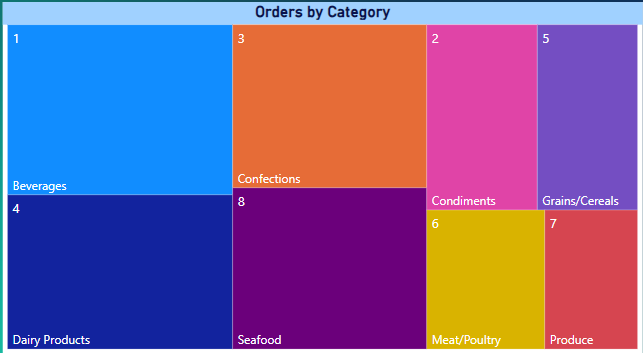 Orders by Category
1
Beverages
3
Confections
2
Condiments
5
Grains/Cereals
4
Dairy Products
8
Seafood
6
Meat/Poultry
7
Produce